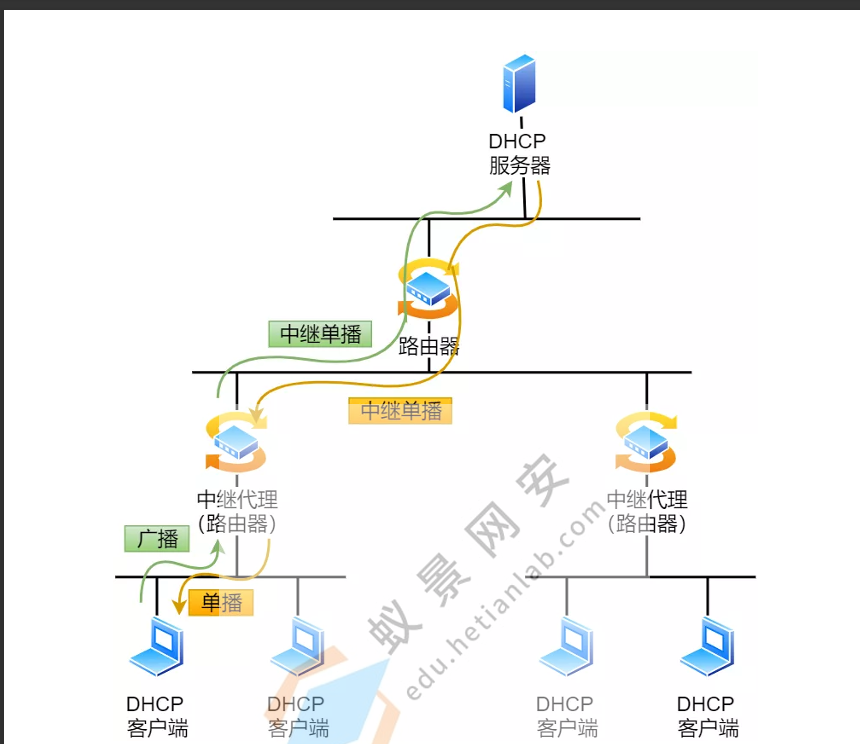 DHCP
服务器
中继单播
路由器
中继单播
中继代理
（路由器）
中继代理
（路由器）
广播
单播
DHCP
客户端
DHCP
客户端
DHCP
客户端
DHCP
客户端
蚁景网安
edu.hetianlab.com